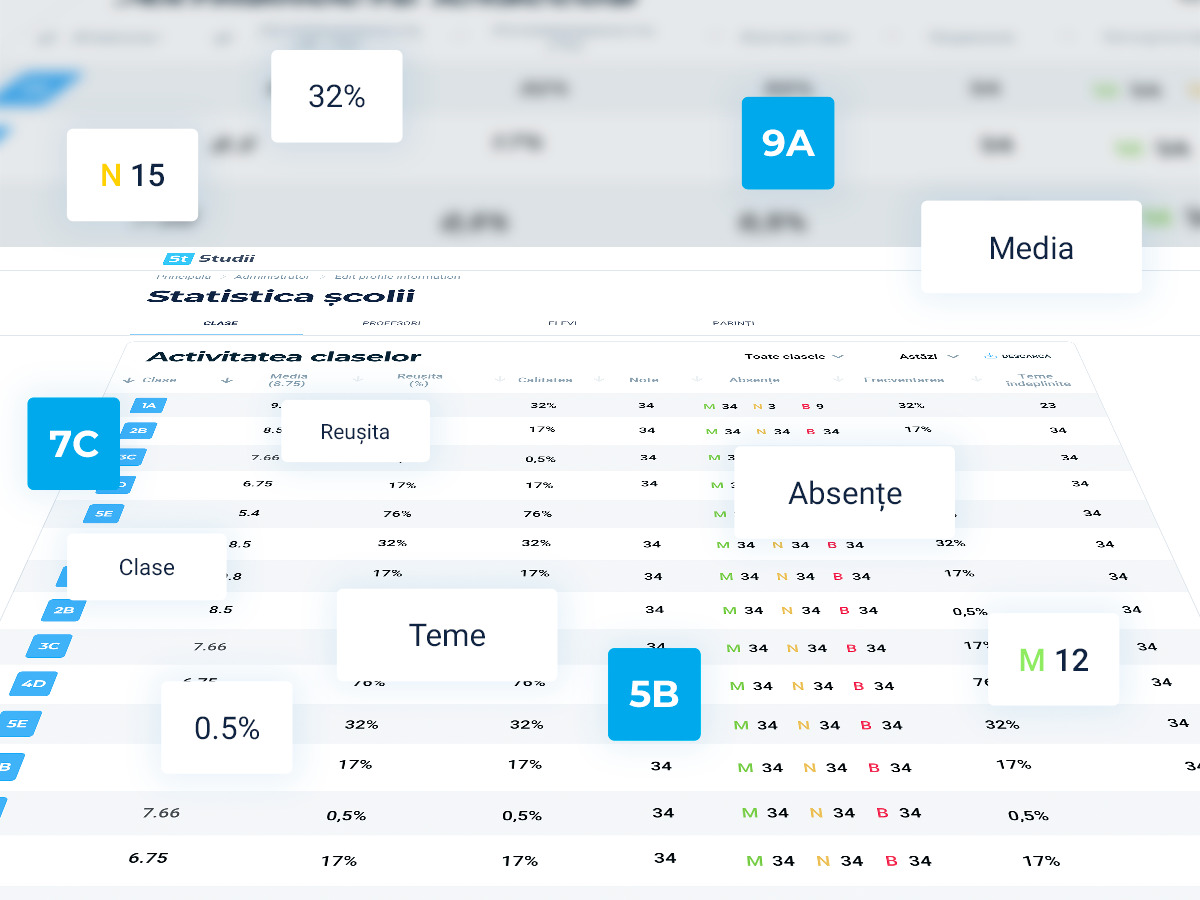 32%
9A
N 15
Media
St Studii
Principala > Administrator > Edit profile information
Statistica școlii
CLASE PROFESORI ELEVI PARINȚI
Activitatea claselor Toate clasele Astăzi DESCARCĂ
Clase Media (8.75) Reușita (%) Calitatea Note Absențe Frecventarea Teme îndeplinite
1A 9. 32% 34 M 34 N 3 B 9 32% 23
Reușita
7C
2B 8.5 17% 34 M 34 N 34 B 34 17% 34
3C 7.66 0,5% 34 M 34
6.75 17% 17% 34 M 34
Absențe
5E 5.4 76% 76% 34 M 34
8.5 32% 32% 34 M 34 N 34 B 34 32% 34
Clase
.8 17% 17% 34 M 34 N 34 B 34 17% 34
2B 8.5 34 M 34 N 34 B 34 0,5% 34
Teme
3C 7.66 34 M 34 N 34 B 34 17% 34
M 12
4D 6.75 76% 76% M 34 N 34 B 34 34
5B
0.5%
5E 32% 32% M 34 N 34 B 34 32% 34
B 17% 17% 34 M 34 N 34 B 34 17% 34
7.66 0,5% 0,5% 34 M 34 N 34 B 34 0,5%
6.75 17% 17% 34 M 34 N 34 B 34 17%